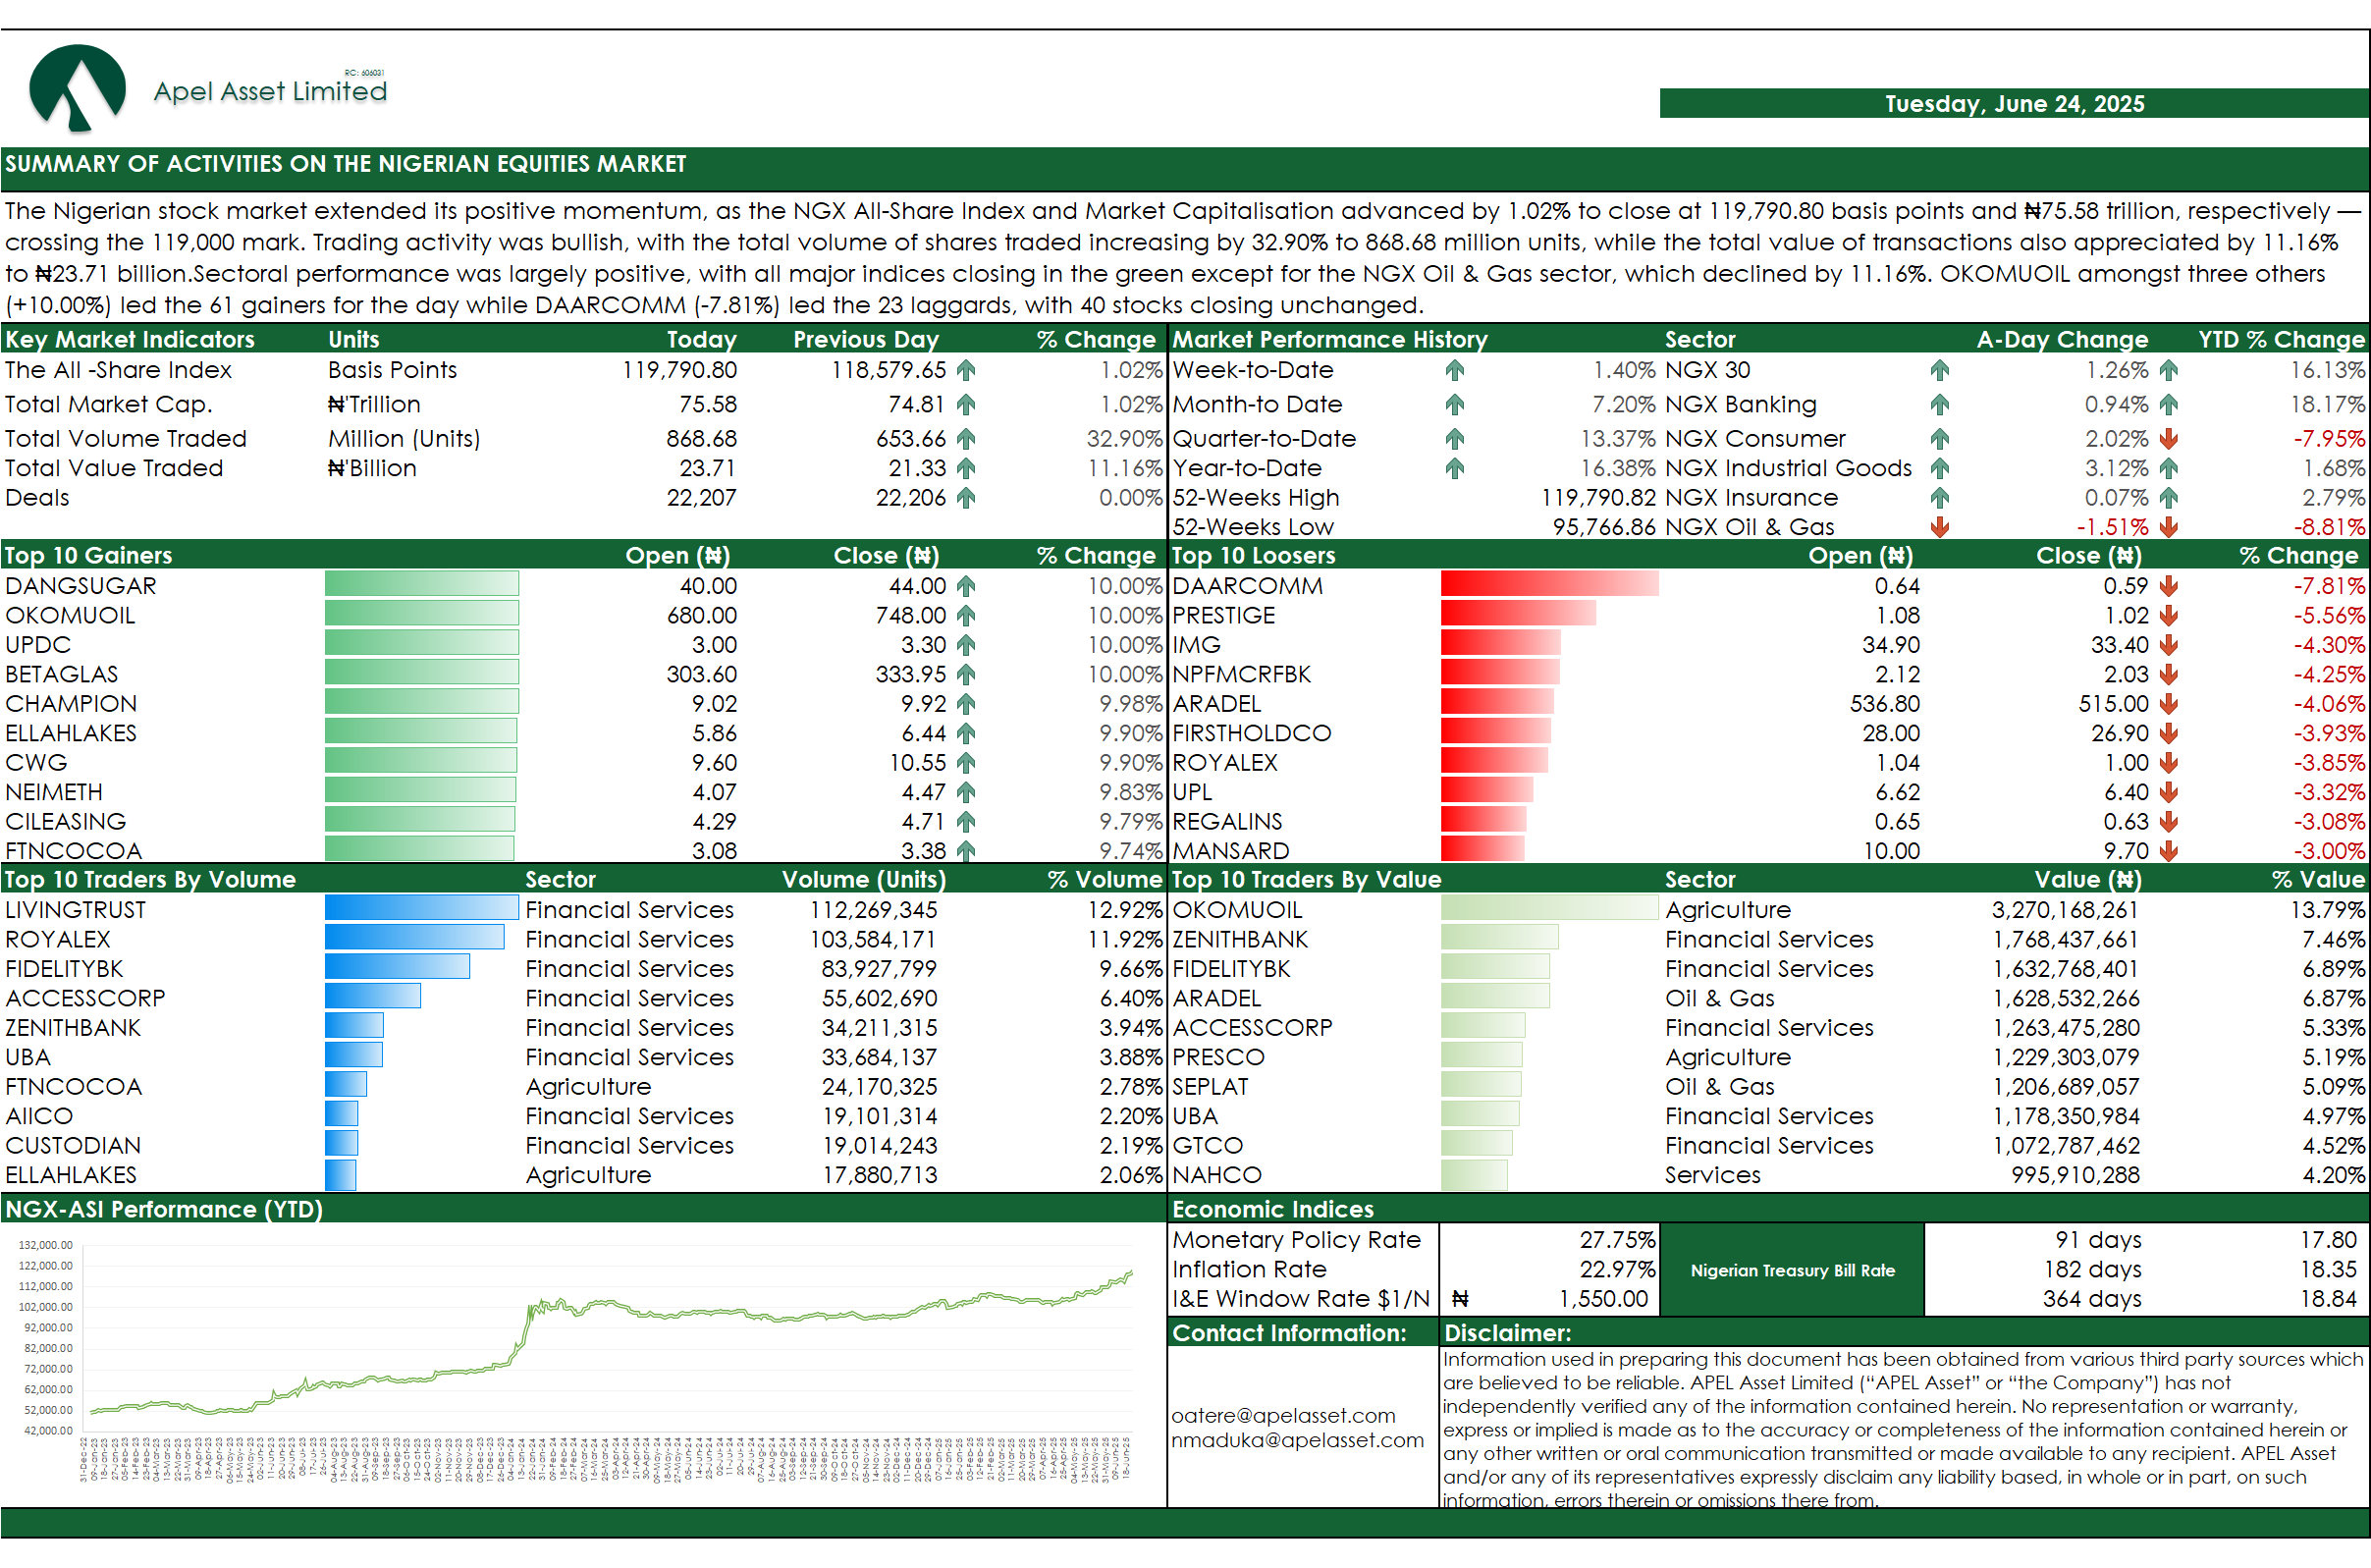 RC: 606031
Apel Asset Limited
Tuesday, June 24, 2025
SUMMARY OF ACTIVITIES ON THE NIGERIAN EQUITIES MARKET
The Nigerian stock market extended its positive momentum, as the NGX All-Share Index and Market Capitalisation advanced by 1.02% to close at 119,790.80 basis points and ₦75.58 trillion, respectively —
crossing the 119,000 mark. Trading activity was bullish, with the total volume of shares traded increasing by 32.90% to 868.68 million units, while the total value of transactions also appreciated by 11.16%
to ₦23.71 billion.Sectoral performance was largely positive, with all major indices closing in the green except for the NGX Oil & Gas sector, which declined by 11.16%. OKOMUOIL amongst three others
(+10.00%) led the 61 gainers for the day while DAARCOMM (-7.81%) led the 23 laggards, with 40 stocks closing unchanged.
Key Market Indicators Units Today Previous Day % Change Market Performance History Sector A-Day Change YTD % Change
The All -Share Index Basis Points 119,790.80 118,579.65 1.02% Week-to-Date 1.40% NGX 30 1.26% 16.13%
Total Market Cap. ₦'Trillion 75.58 74.81 1.02% Month-to Date 7.20% NGX Banking 0.94% 18.17%
Total Volume Traded Million (Units) 868.68 653.66 32.90% Quarter-to-Date 13.37% NGX Consumer 2.02% -7.95%
Total Value Traded ₦'Billion 23.71 21.33 11.16% Year-to-Date 16.38% NGX Industrial Goods 3.12% 1.68%
Deals 22,207 22,206 0.00% 52-Weeks High 119,790.82 NGX Insurance 0.07% 2.79%
52-Weeks Low 95,766.86 NGX Oil & Gas -1.51% -8.81%
Top 10 Gainers Open (₦) Close (₦) % Change Top 10 Loosers Open (₦) Close (₦) % Change
DANGSUGAR 40.00 44.00 10.00% DAARCOMM 0.64 0.59 -7.81%
OKOMUOIL 680.00 748.00 10.00% PRESTIGE 1.08 1.02 -5.56%
UPDC 3.00 3.30 10.00% IMG 34.90 33.40 -4.30%
BETAGLAS 303.60 333.95 10.00% NPFMCRFBK 2.12 2.03 -4.25%
CHAMPION 9.02 9.92 9.98% ARADEL 536.80 515.00 -4.06%
ELLAHLAKES 5.86 6.44 9.90% FIRSTHOLDCO 28.00 26.90 -3.93%
CWG 9.60 10.55 9.90% ROYALEX 1.04 1.00 -3.85%
NEIMETH 4.07 4.47 9.83% UPL 6.62 6.40 -3.32%
CILEASING 4.29 4.71 9.79% REGALINS 0.65 0.63 -3.08%
FTNCOCOA 3.08 3.38 9.74% MANSARD 10.00 9.70 -3.00%
Top 10 Traders By Volume Sector Volume (Units) % Volume Top 10 Traders By Value Sector Value (₦) % Value
LIVINGTRUST Financial Services 112,269,345 12.92% OKOMUOIL Agriculture 3,270,168,261 13.79%
ROYALEX Financial Services 103,584,171 11.92% ZENITHBANK Financial Services 1,768,437,661 7.46%
FIDELITYBK Financial Services 83,927,799 9.66% FIDELITYBK Financial Services 1,632,768,401 6.89%
ACCESSCORP Financial Services 55,602,690 6.40% ARADEL Oil & Gas 1,628,532,266 6.87%
ZENITHBANK Financial Services 34,211,315 3.94% ACCESSCORP Financial Services 1,263,475,280 5.33%
UBA Financial Services 33,684,137 3.88% PRESCO Agriculture 1,229,303,079 5.19%
FTNCOCOA Agriculture 24,170,325 2.78% SEPLAT Oil & Gas 1,206,689,057 5.09%
AIICO Financial Services 19,101,314 2.20% UBA Financial Services 1,178,350,984 4.97%
CUSTODIAN Financial Services 19,014,243 2.19% GTCO Financial Services 1,072,787,462 4.52%
ELLAHLAKES Agriculture 17,880,713 2.06% NAHCO Services 995,910,288 4.20%
NGX-ASI Performance (YTD)
132,000.00
122,000.00
112,000.00
102,000.00
92,000.00
82,000.00
72,000.00
62,000.00
52,000.00
42,000.00
Economic Indices
Monetary Policy Rate 27.75%
Inflation Rate 22.97%
I&E Window Rate $1/N ₦ 1,550.00
Nigerian Treasury Bill Rate
91 days 17.80
182 days 18.35
364 days 18.84
Contact Information:
oatere@apelasset.com
nmaduka@apelasset.com
Disclaimer:
Information used in preparing this document has been obtained from various third party sources which
are believed to be reliable. APEL Asset Limited (“APEL Asset” or “the Company”) has not
independently verified any of the information contained herein. No representation or warranty,
express or implied is made as to the accuracy or completeness of the information contained herein or
any other written or oral communication transmitted or made available to any recipient. APEL Asset
and/or any of its representatives expressly disclaim any liability based, in whole or in part, on such
information, errors therein or omissions there from.